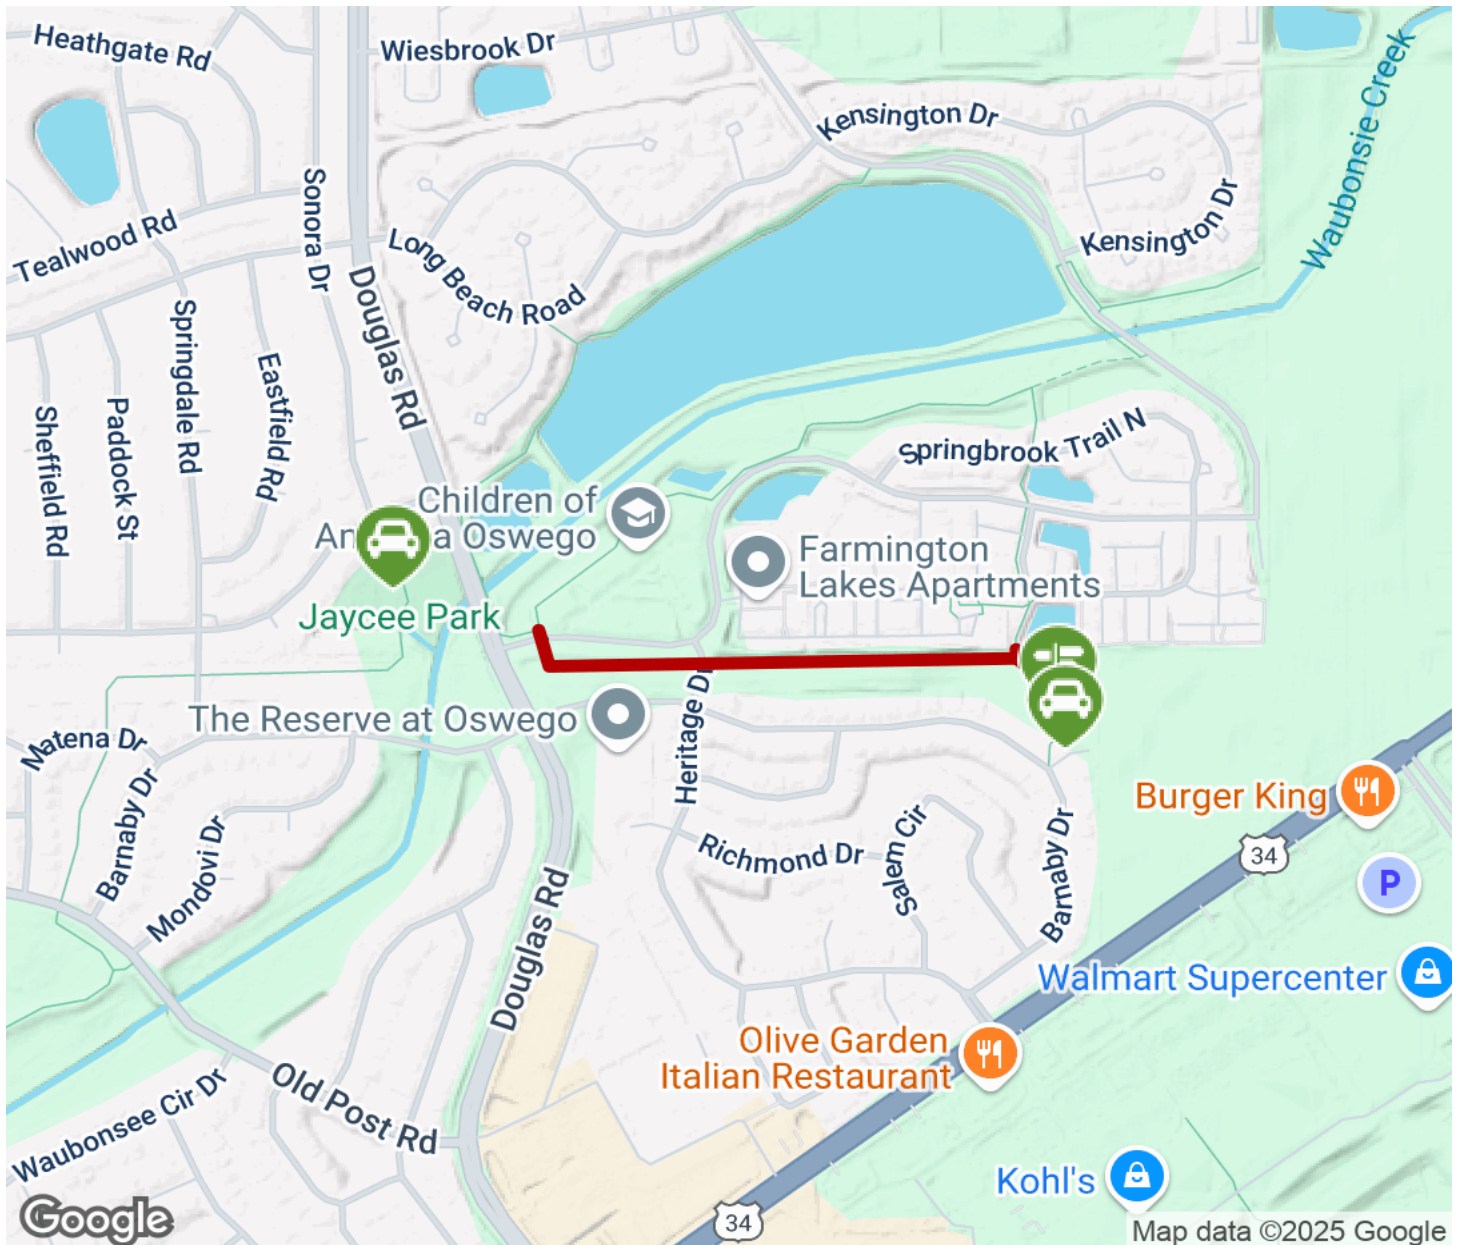 Heathgate Rd
Wiesbrook Dr
Kensington Dr
Waubonsie Creek
Sonora Dr
Tealwood Rd
Long Beach Road
Kensington Dr
Douglas Rd
Springdale Rd
Eastfield Rd
Paddock St
Sheffield Rd
Springbrook Trail N
Children of
a Oswego
Farmington
Lakes Apartments
Jaycee Park
The Reserve at Oswego
Heritage Dr
Matena Dr
Barnaby Dr
Mondovi Dr
Burger King
Richmond Dr
Salem Cir
Barnaby Dr
34
P
Douglas Rd
Walmart Supercenter
Olive Garden
Italian Restaurant
Old Post Rd
Waubonsee Cir Dr
Kohl's
34
Google
Map data ©2025 Google